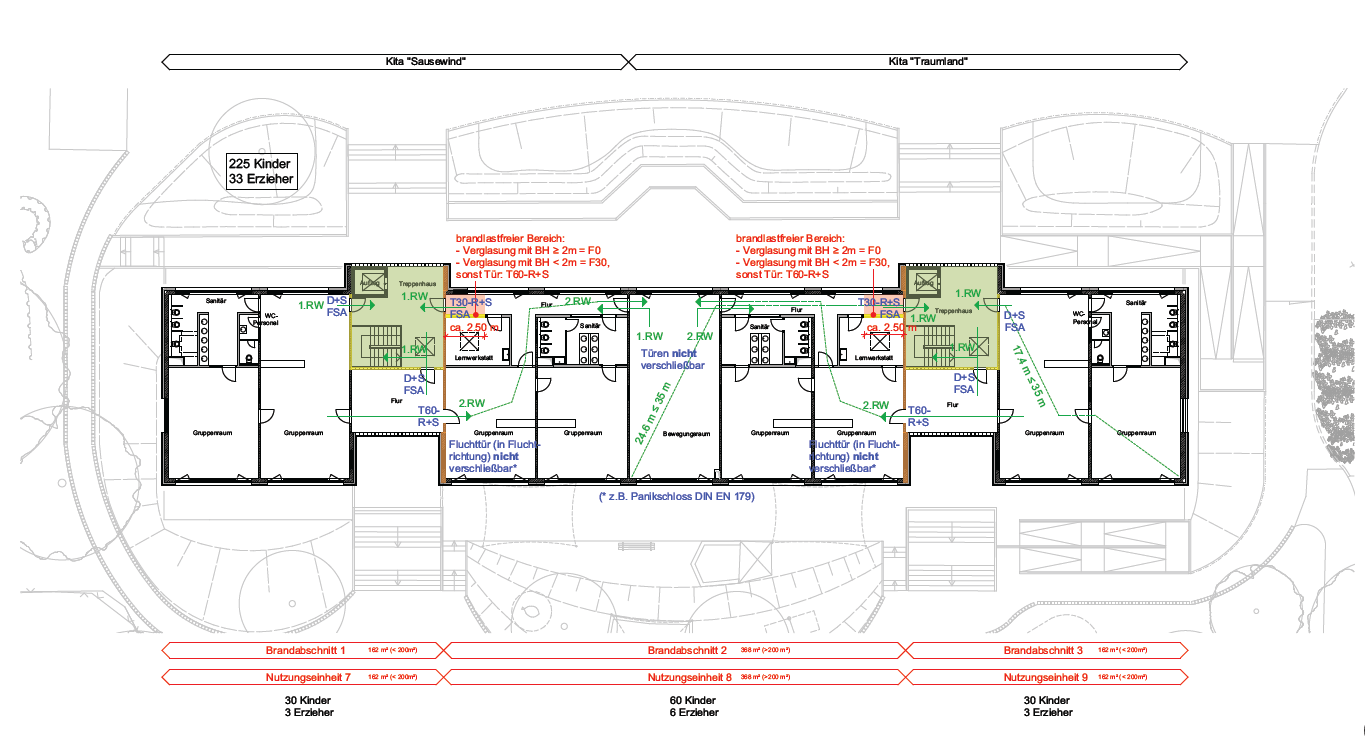 Kita "Sausewind"
Kita "Traumland"
225 Kinder
33 Erzieher
brandlastfreier Bereich:
- Verglasung mit BH ≥ 2m = F0
- Verglasung mit BH < 2m = F30,
sonst Tür: T60-R+S
brandlastfreier Bereich:
- Verglasung mit BH ≥ 2m = F0
- Verglasung mit BH < 2m = F30,
sonst Tür: T60-R+S
Sanitär
WC-
Personal
1.RW
D+S
FSA
Aufzug
Treppenhaus
1.RW
1.RW
T30-R+S
FSA
ca. 2.50 m
Lernwerkstatt
Flur
2.RW
Sanitär
1.RW
2.RW
Türen nicht
verschließbar
Flur
Sanitär
T30-R+S
FSA
ca. 2.50 m
Lernwerkstatt
Aufzug
1.RW
Treppenhaus
1.RW
1.RW
D+S
FSA
17.4 m ≤ 35 m
WC-
Personal
Sanitär
D+S
FSA
Flur
T60-
R+S
2.RW
24.6 m ≤ 35 m
2.RW
T60-
R+S
D+S
FSA
Flur
Gruppenraum
Gruppenraum
Gruppenraum
Gruppenraum
Bewegungsraum
Gruppenraum
Gruppenraum
Gruppenraum
Gruppenraum
Fluchttür (in Flucht-
richtung) nicht
verschließbar*
Fluchttür (in Flucht-
richtung) nicht
verschließbar*
(* z.B. Panikschloss DIN EN 179)
Brandabschnitt 1 162 m² (< 200m²)
Brandabschnitt 2 368 m² (>200 m²)
Brandabschnitt 3 162 m² (< 200m²)
Nutzungseinheit 7 162 m² (< 200m²)
Nutzungseinheit 8 368 m² (>200 m²)
Nutzungseinheit 9 162 m² (< 200m²)
30 Kinder
3 Erzieher
60 Kinder
6 Erzieher
30 Kinder
3 Erzieher